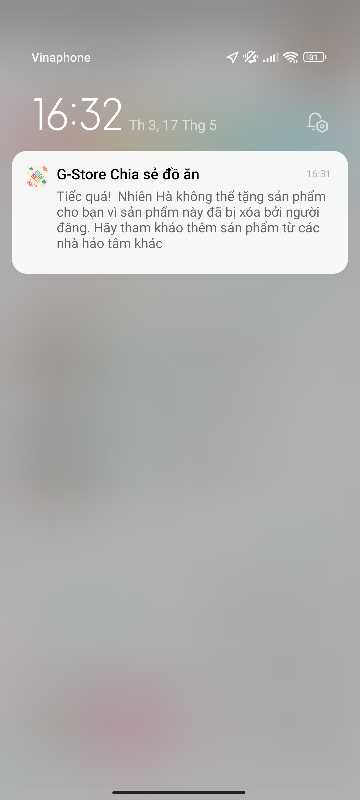 Vinaphone
31
16:32 Th 3, 17 Thg 5
G-Store Chia sẻ đồ ăn 16:31
Tiếc quá! Nhiên Hà không thể tặng sản phẩm
cho bạn vì sản phẩm này đã bị xóa bởi người
đăng. Hãy tham khảo thêm sản phẩm từ các
nhà hảo tâm khác